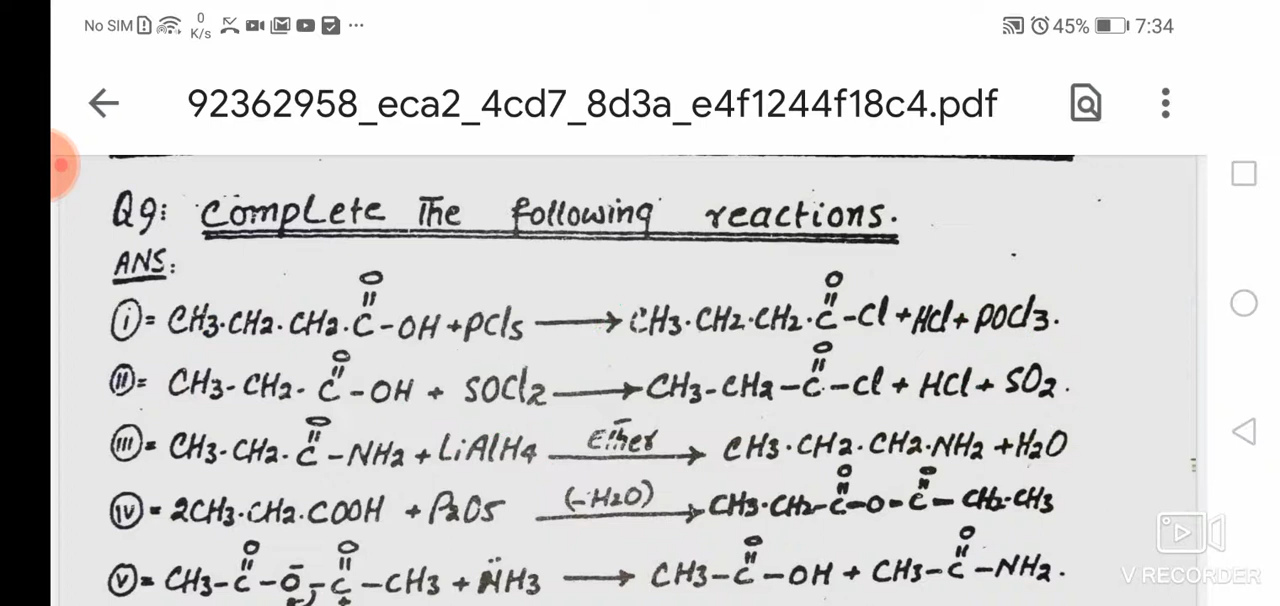 No SIM 0 K/s ... 45% 7:34
92362958_eca2_4cd7_8d3a_e4f1244f18c4.pdf
Q9: Complete The following reactions.
ANS:
(i)= CH3·CH2·CH2·C(=O)-OH + PCl5 ⟶ CH3·CH2·CH2·C(=O)-Cl + HCl + POCl3.
(ii)= CH3-CH2-C(=O)-OH + SOCl2 ⟶ CH3-CH2-C(=O)-Cl + HCl + SO2.
(iii)= CH3-CH2·C(=O)-NH2 + LiAlH4 Ether ⟶ CH3·CH2·CH2·NH2 + H2O
(iv)= 2CH3·CH2·COOH + P2O5 (-H2O) ⟶ CH3·CH2-C(=O)-O-C(=O)-CH2·CH3
(v)= CH3-C(=O)-O-C(=O)-CH3 + NH3 ⟶ CH3-C(=O)-OH + CH3-C(=O)-NH2.
V RECORDER